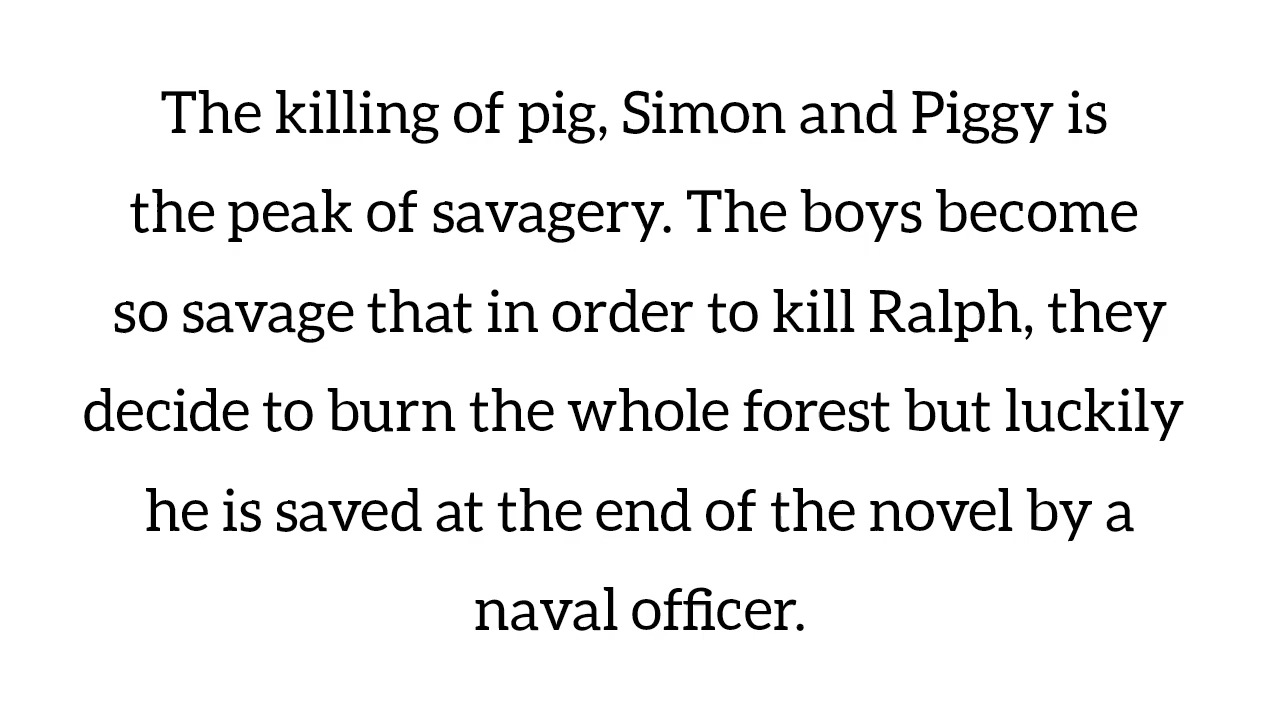 The killing of pig, Simon and Piggy is
the peak of savagery. The boys become
so savage that in order to kill Ralph, they
decide to burn the whole forest but luckily
he is saved at the end of the novel by a
naval officer.